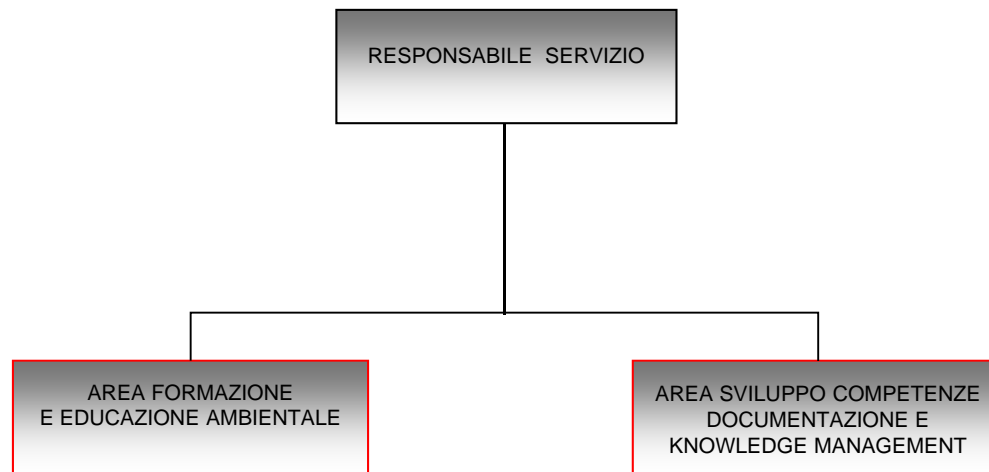 RESPONSABILE SERVIZIO
AREA FORMAZIONE
E EDUCAZIONE AMBIENTALE
AREA SVILUPPO COMPETENZE
DOCUMENTAZIONE E
KNOWLEDGE MANAGEMENT